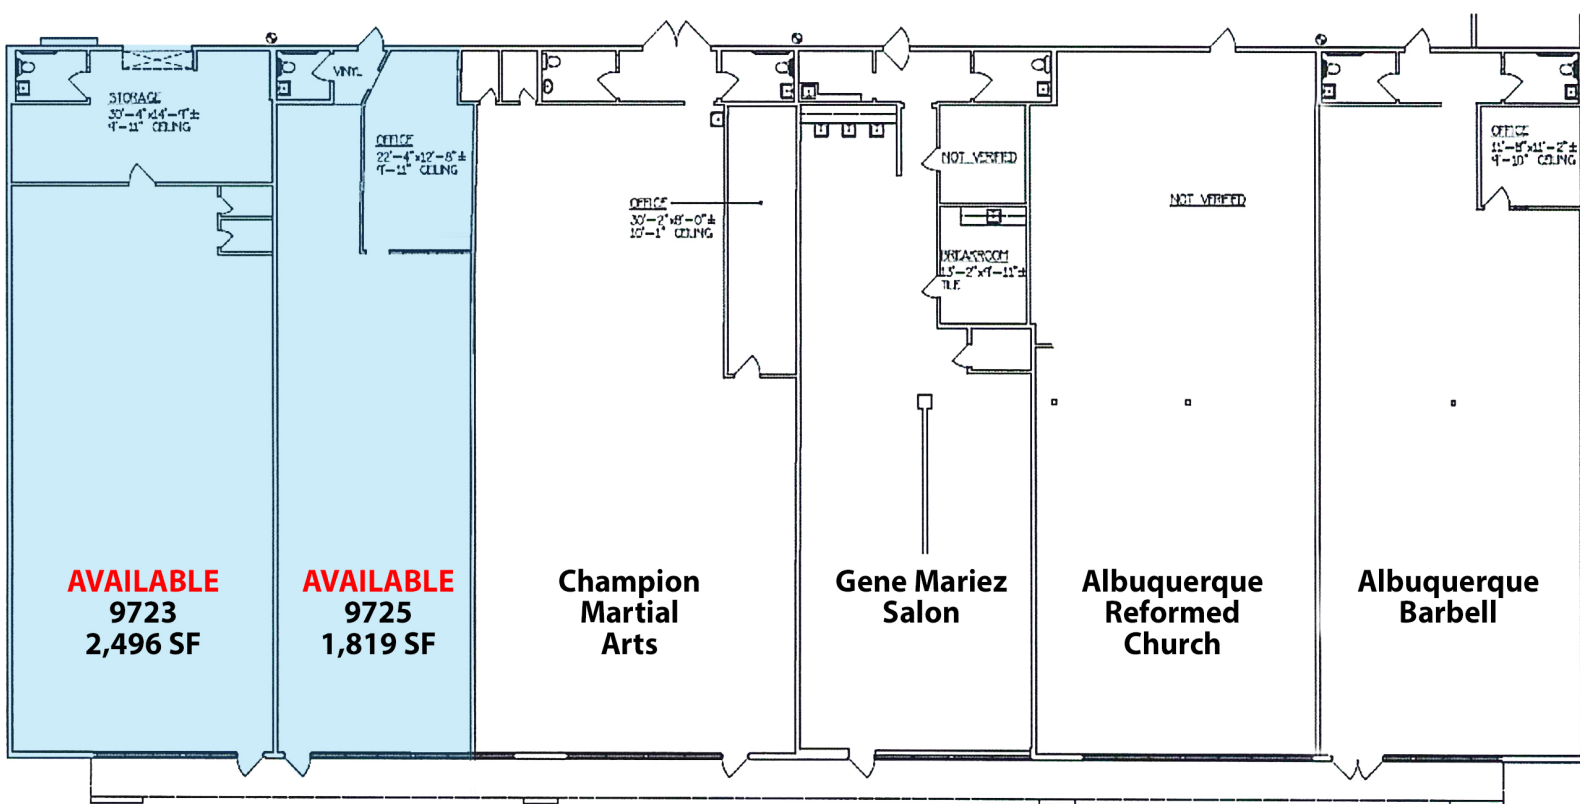 VINYL
STORAGE
30'-4"x14'-9"±
9'-11" CEILING
OFFICE
22'-4"x12'-8"±
9'-11" CEILING
OFFICE
30'-2"x8'-0"±
10'-1" CEILING
NOT VERIFIED
BREAKROOM
13'-2"x9'-11"±
TILE
NOT VERIFIED
OFFICE
11'-8"x11'-2"±
9'-10" CEILING
AVAILABLE
9723
2,496 SF
AVAILABLE
9725
1,819 SF
Champion
Martial
Arts
Gene Mariez
Salon
Albuquerque
Reformed
Church
Albuquerque
Barbell